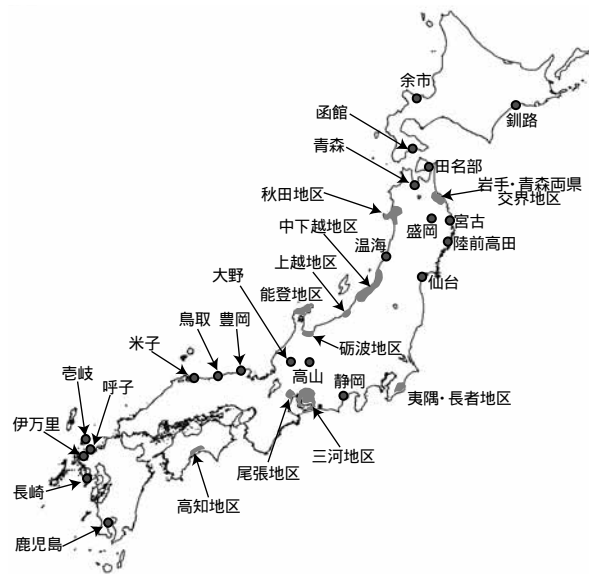 余市
釧路
函館
青森
田名部
秋田地区
岩手・青森両県
交界地区
中下越地区
盛岡
宮古
温海
陸前高田
上越地区
大野
仙台
能登地区
鳥取
豊岡
砺波地区
米子
高山
静岡
壱岐
呼子
夷隅・長者地区
伊万里
三河地区
尾張地区
長崎
高知地区
鹿児島